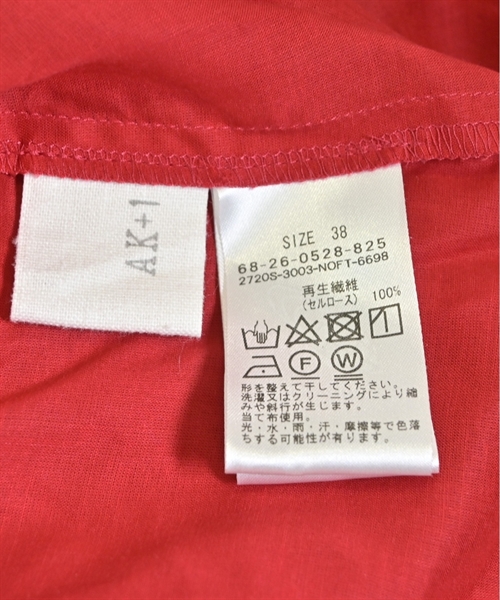 AK+1
SIZE 38
68-26-0528-825
2720S-3003-NOFT-6698
再生繊維
(セルロース) 100%
F W
形を整えて干してください。
洗濯又はクリーニングにより縮
みや斜行が生じます。
当て布使用。
光・水・雨・汗・摩擦等で色落
ちする可能性が有ります。